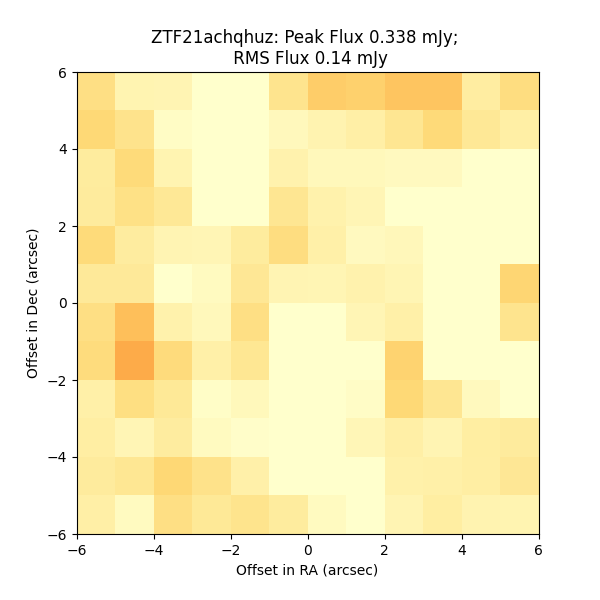 ZTF21achqhuz: Peak Flux 0.338 mJy;
RMS Flux 0.14 mJy
6
4
2
0
−2
−4
−6
Offset in Dec (arcsec)
−6 −4 −2 0 2 4 6
Offset in RA (arcsec)